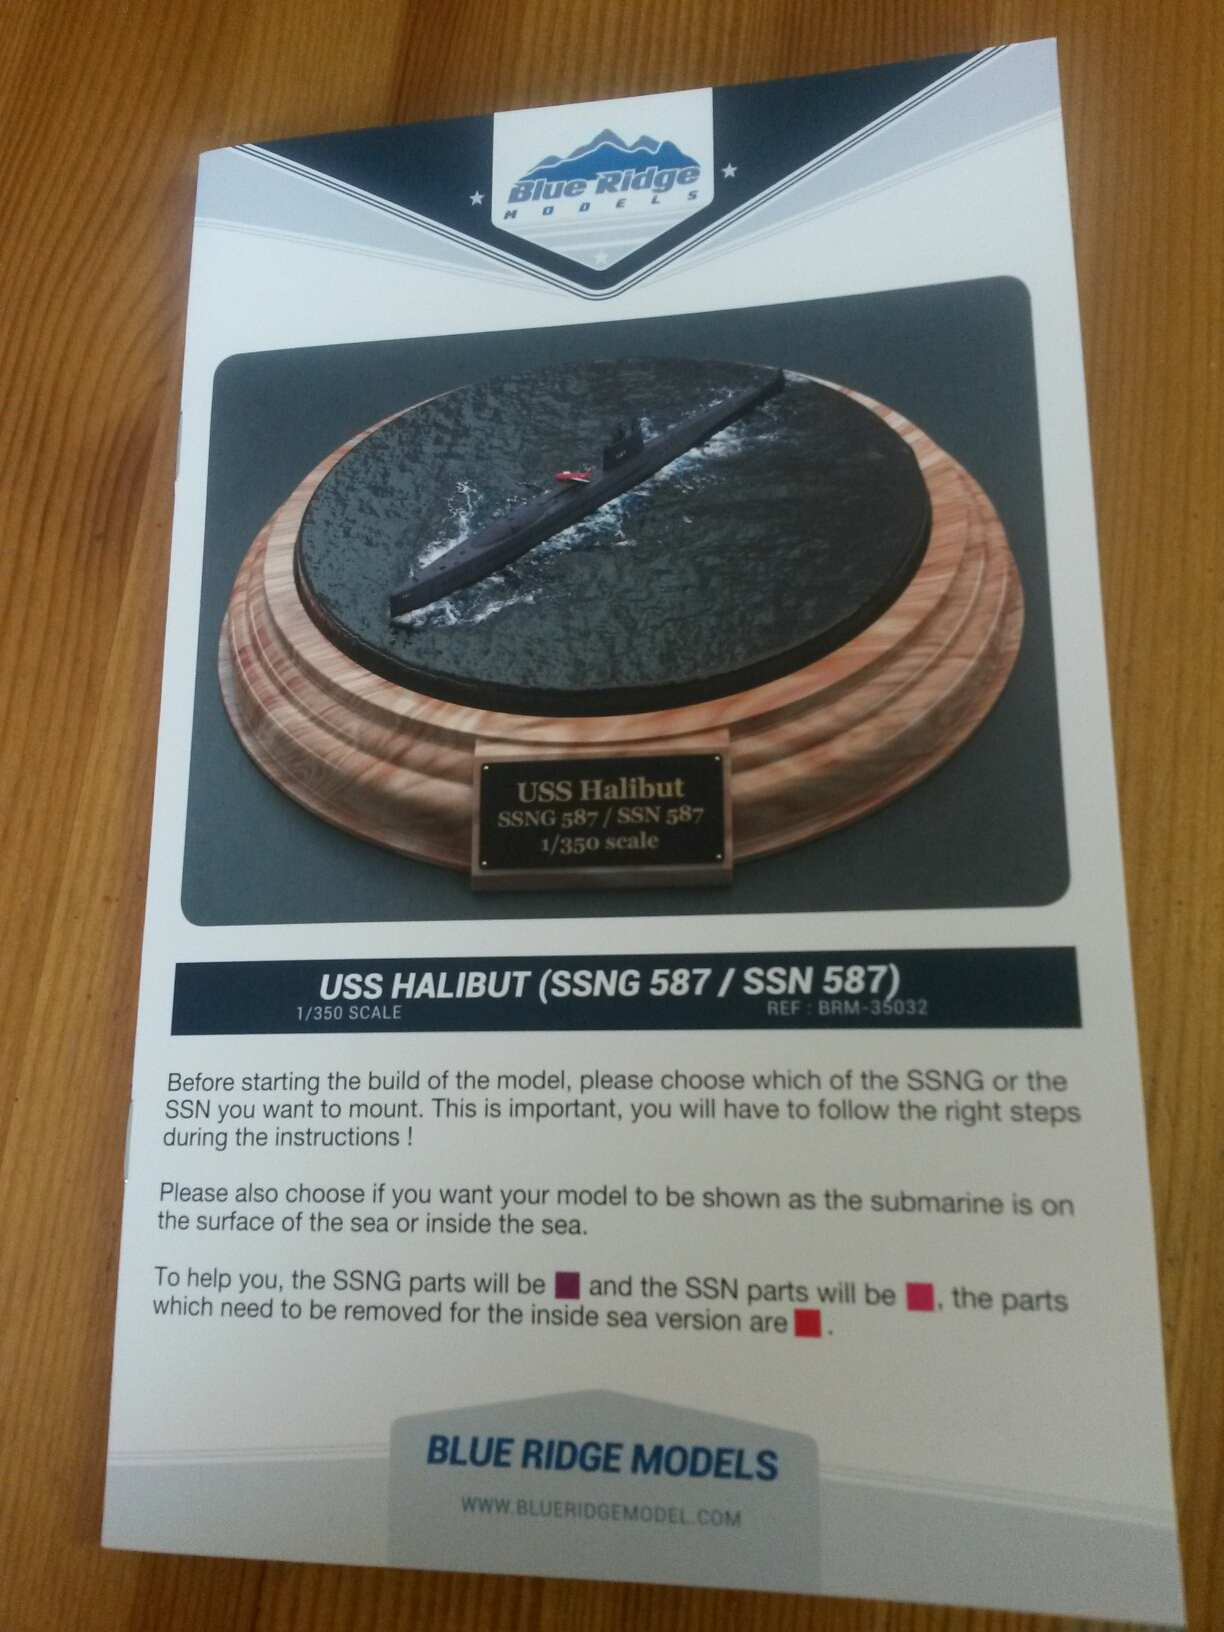 Blue Ridge
MODELS
USS Halibut
SSNG 587 / SSN 587
1/350 scale
USS HALIBUT (SSNG 587 / SSN 587)
1/350 SCALE REF : BRM-35032
Before starting the build of the model, please choose which of the SSNG or the
SSN you want to mount. This is important, you will have to follow the right steps
during the instructions !
Please also choose if you want your model to be shown as the submarine is on
the surface of the sea or inside the sea.
To help you, the SSNG parts will be and the SSN parts will be , the parts
which need to be removed for the inside sea version are .
BLUE RIDGE MODELS
WWW.BLUERIDGEMODEL.COM